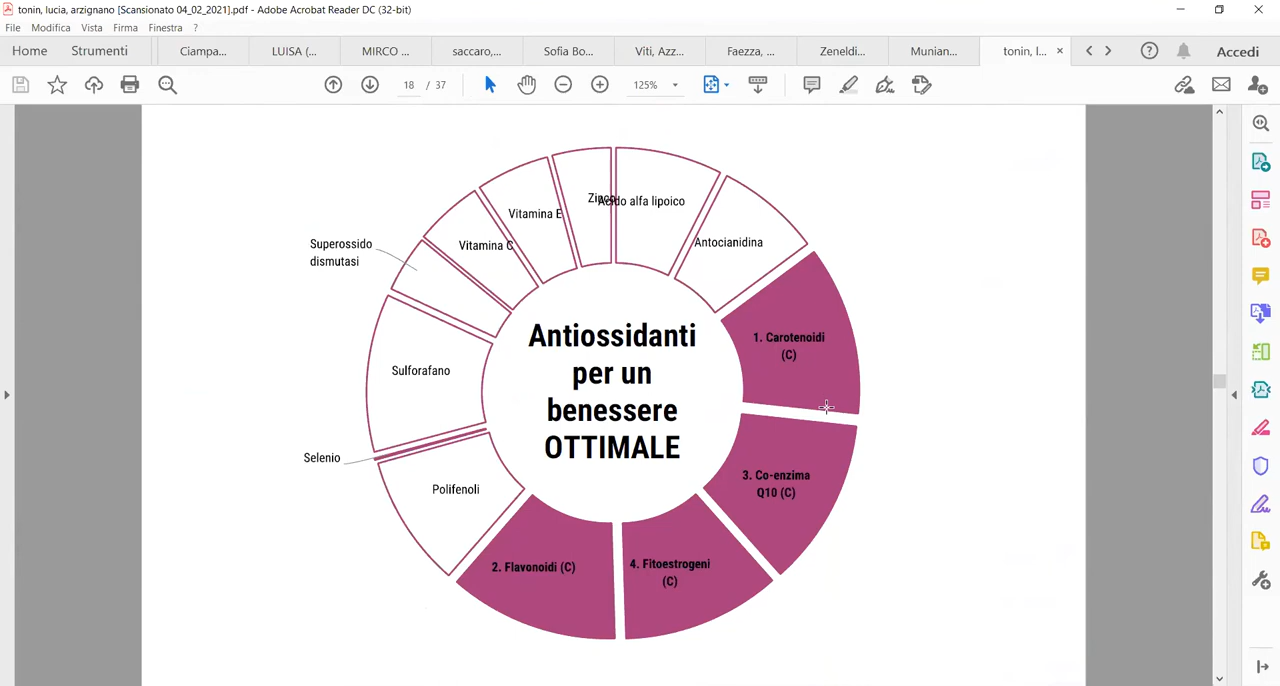 tonin, lucia, arzignano [Scansionato 04_02_2021].pdf - Adobe Acrobat Reader DC (32-bit)
File Modifica Vista Firma Finestra ?
Home Strumenti Ciampa... LUISA (... MIRCO ... saccaro,... Sofia Bo... Viti, Azz... Faezza, ... Zeneldi... Munian... tonin, l... × Accedi
18 / 37 125%
Zinco
Acido alfa lipoico
Vitamina E
Vitamina C
Antocianidina
Superossido
dismutasi
Antiossidanti
per un
benessere
OTTIMALE
1. Carotenoidi
(C)
Sulforafano
Selenio
3. Co-enzima
Q10 (C)
Polifenoli
2. Flavonoidi (C)
4. Fitoestrogeni
(C)